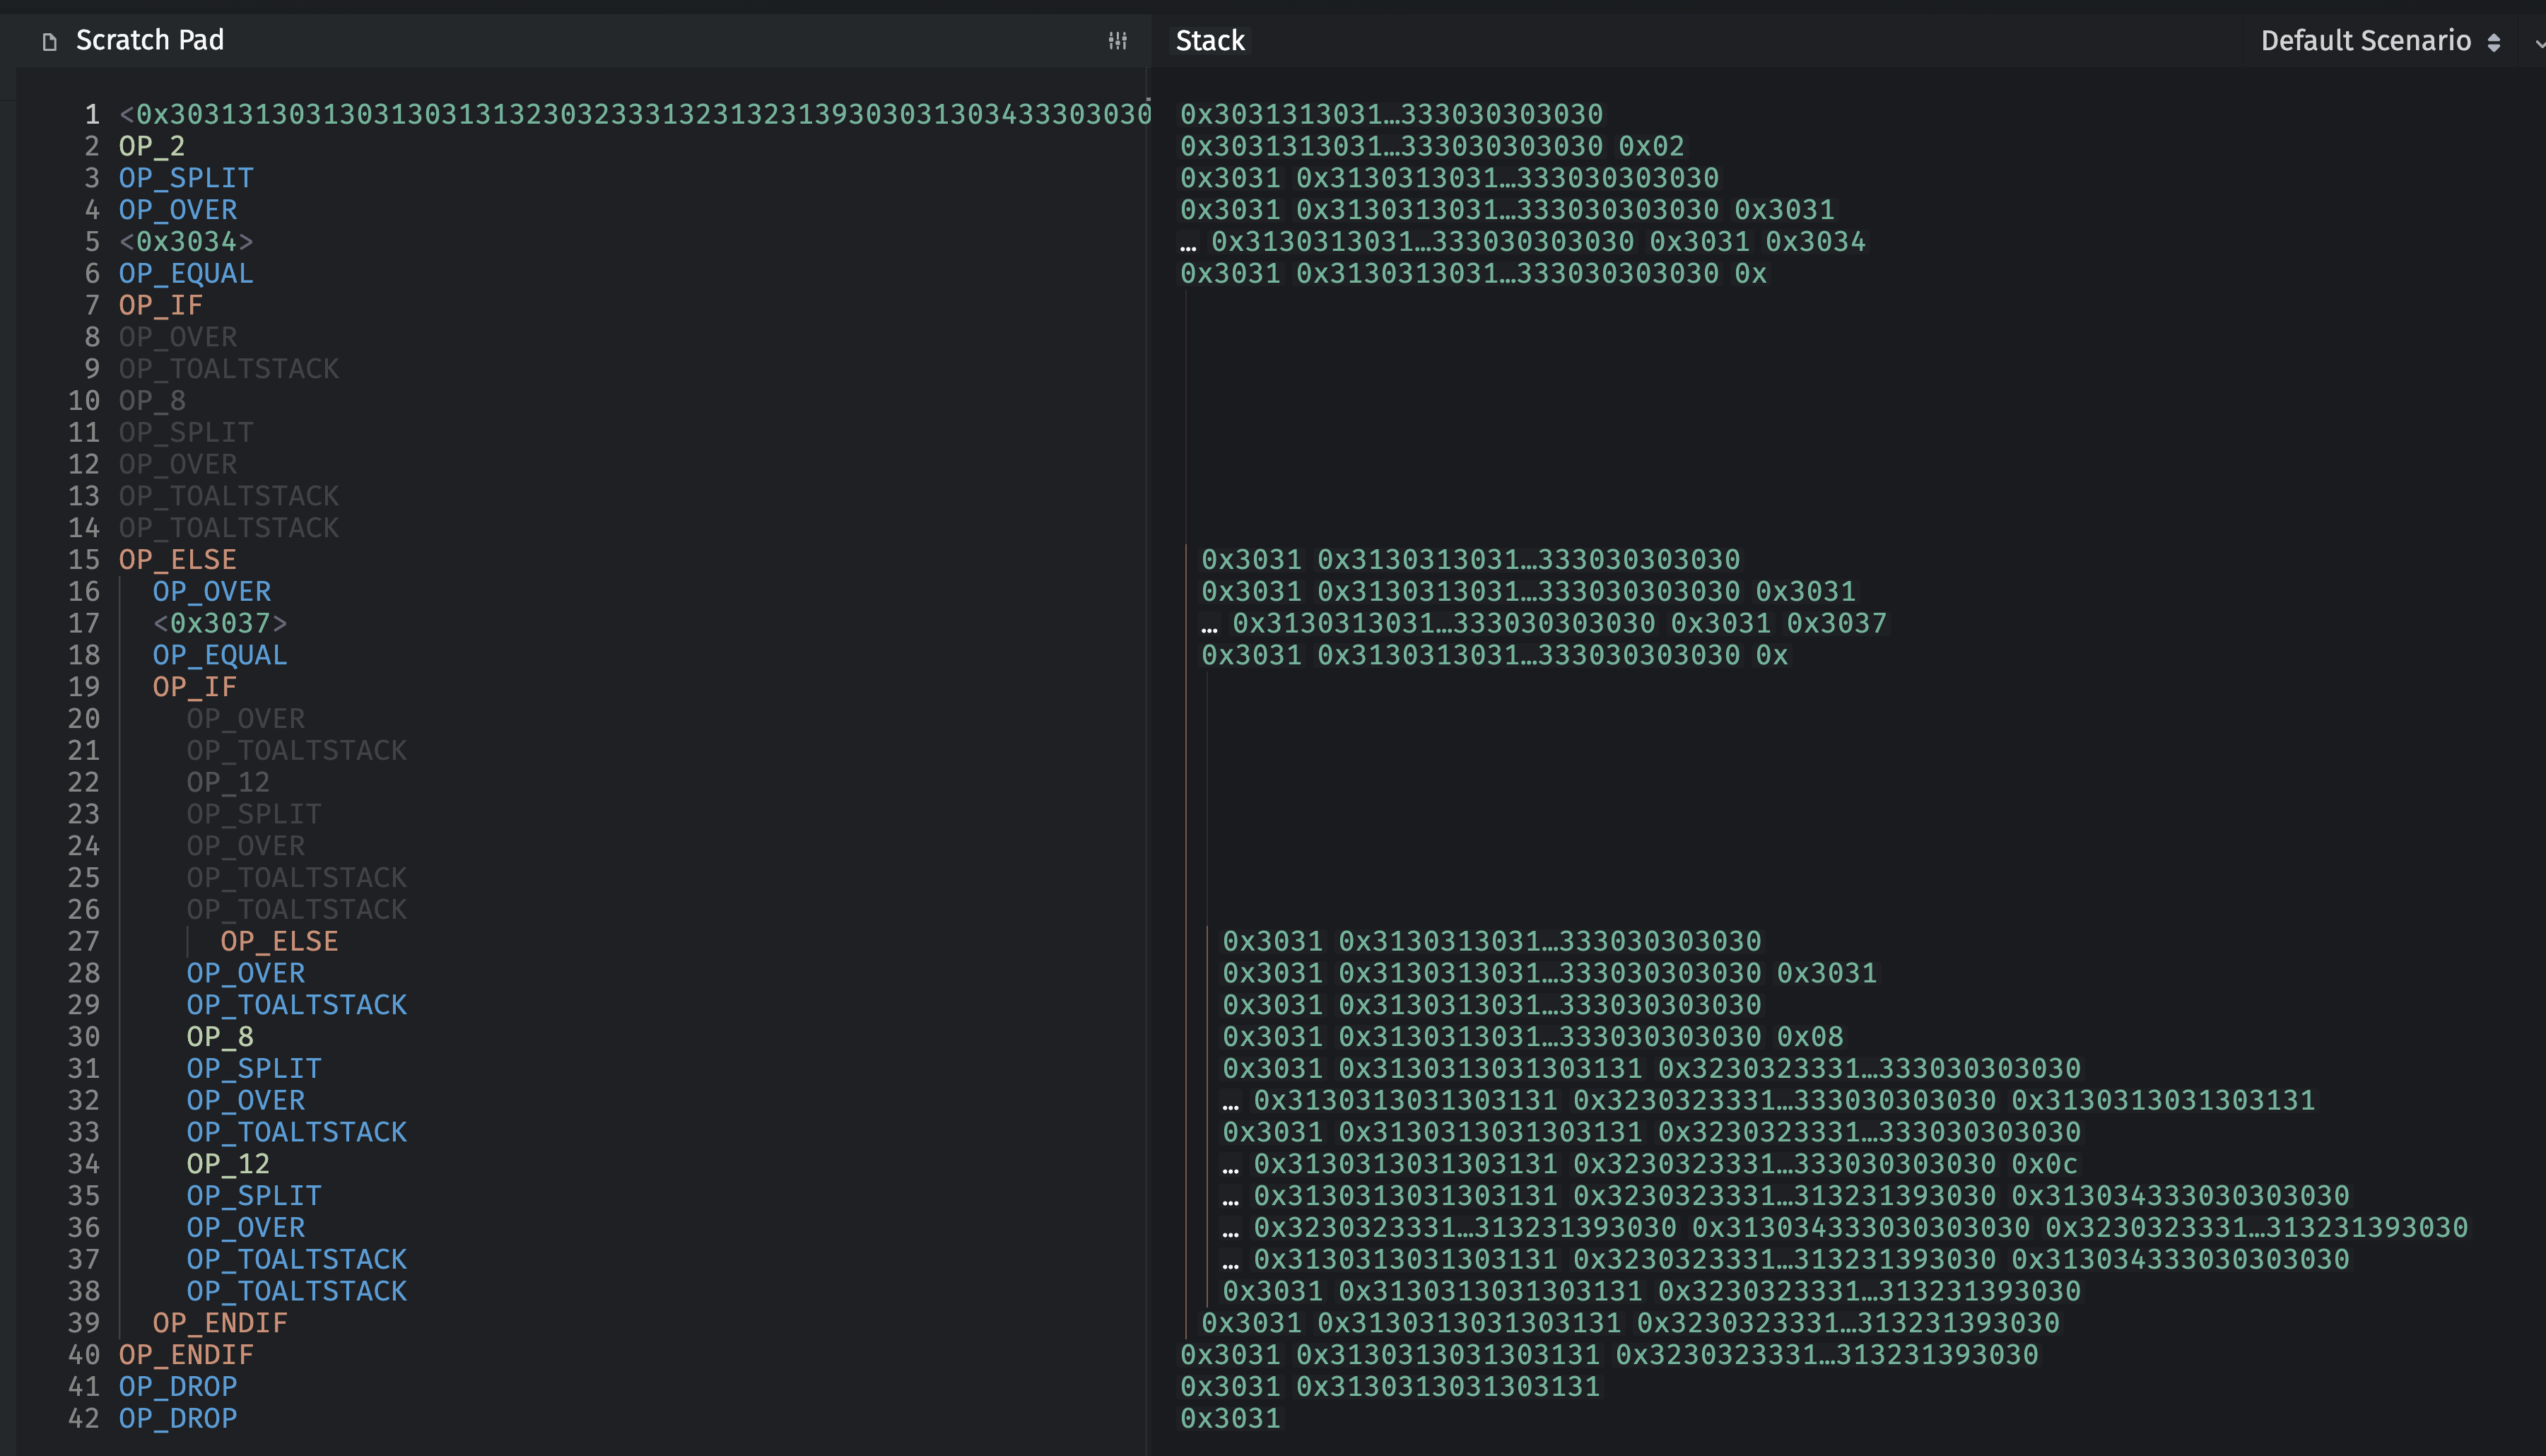 Scratch Pad
1 <0x3031313031303130313132303233313231323139303031303433303030
2 OP_2
3 OP_SPLIT
4 OP_OVER
5 <0x3034>
6 OP_EQUAL
7 OP_IF
8 OP_OVER
9 OP_TOALTSTACK
10 OP_8
11 OP_SPLIT
12 OP_OVER
13 OP_TOALTSTACK
14 OP_TOALTSTACK
15 OP_ELSE
16 OP_OVER
17 <0x3037>
18 OP_EQUAL
19 OP_IF
20 OP_OVER
21 OP_TOALTSTACK
22 OP_12
23 OP_SPLIT
24 OP_OVER
25 OP_TOALTSTACK
26 OP_TOALTSTACK
27 OP_ELSE
28 OP_OVER
29 OP_TOALTSTACK
30 OP_8
31 OP_SPLIT
32 OP_OVER
33 OP_TOALTSTACK
34 OP_12
35 OP_SPLIT
36 OP_OVER
37 OP_TOALTSTACK
38 OP_TOALTSTACK
39 OP_ENDIF
40 OP_ENDIF
41 OP_DROP
42 OP_DROP
Stack
Default Scenario
0x3031313031…333030303030
0x3031313031…333030303030 0x02
0x3031 0x3130313031…333030303030
0x3031 0x3130313031…333030303030 0x3031
… 0x3130313031…333030303030 0x3031 0x3034
0x3031 0x3130313031…333030303030 0x
0x3031 0x3130313031…333030303030
0x3031 0x3130313031…333030303030 0x3031
… 0x3130313031…333030303030 0x3031 0x3037
0x3031 0x3130313031…333030303030 0x
0x3031 0x3130313031…333030303030
0x3031 0x3130313031…333030303030 0x3031
0x3031 0x3130313031…333030303030
0x3031 0x3130313031…333030303030 0x08
0x3031 0x3130313031303131 0x3230323331…333030303030
… 0x3130313031303131 0x3230323331…333030303030 0x3130313031303131
0x3031 0x3130313031303131 0x3230323331…333030303030
… 0x3130313031303131 0x3230323331…333030303030 0x0c
… 0x3130313031303131 0x3230323331…313231393030 0x313034333030303030
… 0x3230323331…313231393030 0x313034333030303030 0x3230323331…313231393030
… 0x3130313031303131 0x3230323331…313231393030 0x313034333030303030
0x3031 0x3130313031303131 0x3230323331…313231393030
0x3031 0x3130313031303131 0x3230323331…313231393030
0x3031 0x3130313031303131 0x3230323331…313231393030
0x3031 0x3130313031303131
0x3031